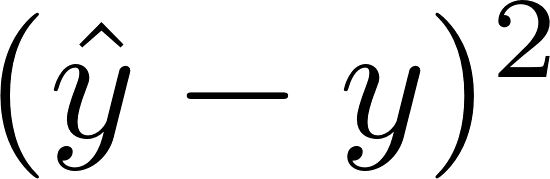 (ŷ − y)²